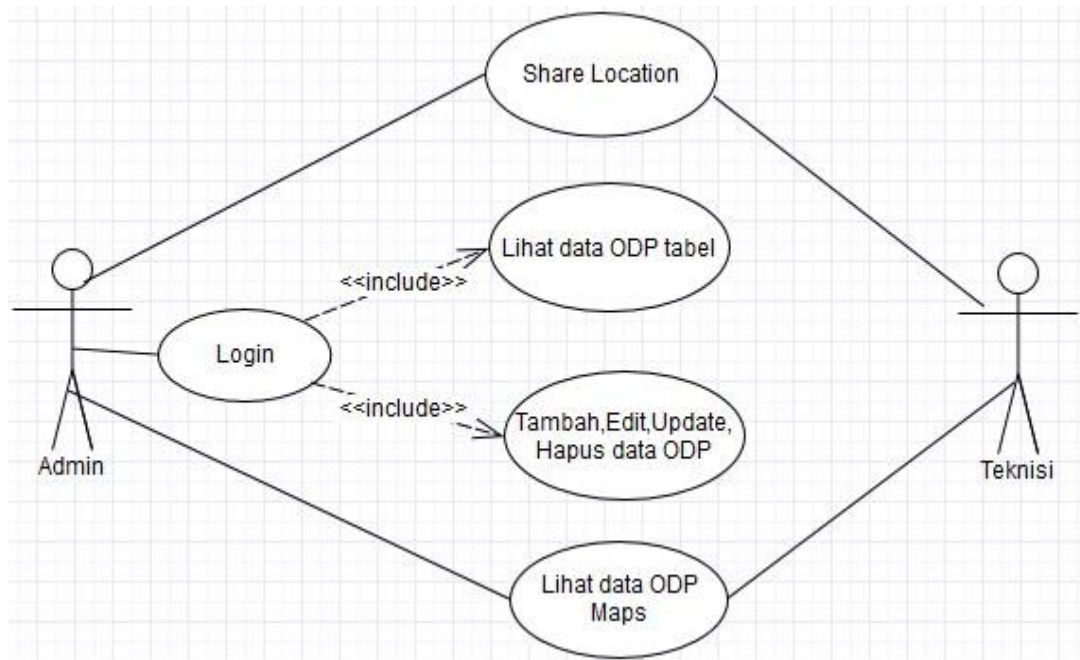 Share Location
Lihat data ODP tabel
<<include>>
Login
<<include>>
Tambah,Edit,Update,
Hapus data ODP
Admin
Teknisi
Lihat data ODP
Maps